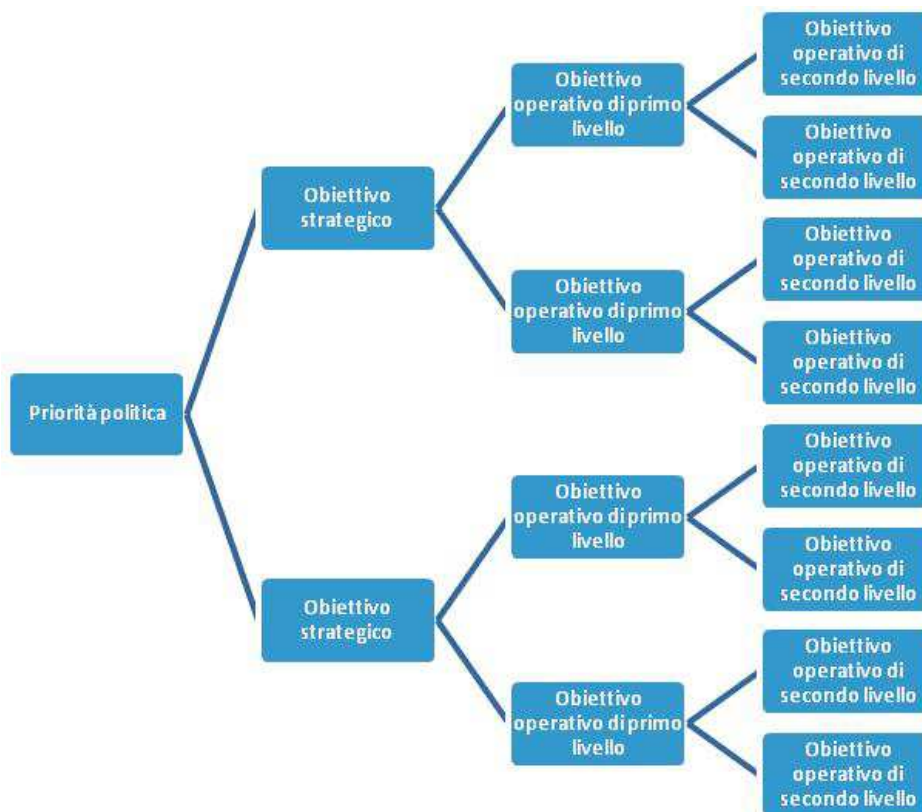 Priorità politica
Obiettivo
strategico
Obiettivo
strategico
Obiettivo
operativo di primo
livello
Obiettivo
operativo di primo
livello
Obiettivo
operativo di primo
livello
Obiettivo
operativo di primo
livello
Obiettivo
operativo di
secondo livello
Obiettivo
operativo di
secondo livello
Obiettivo
operativo di
secondo livello
Obiettivo
operativo di
secondo livello
Obiettivo
operativo di
secondo livello
Obiettivo
operativo di
secondo livello
Obiettivo
operativo di
secondo livello
Obiettivo
operativo di
secondo livello